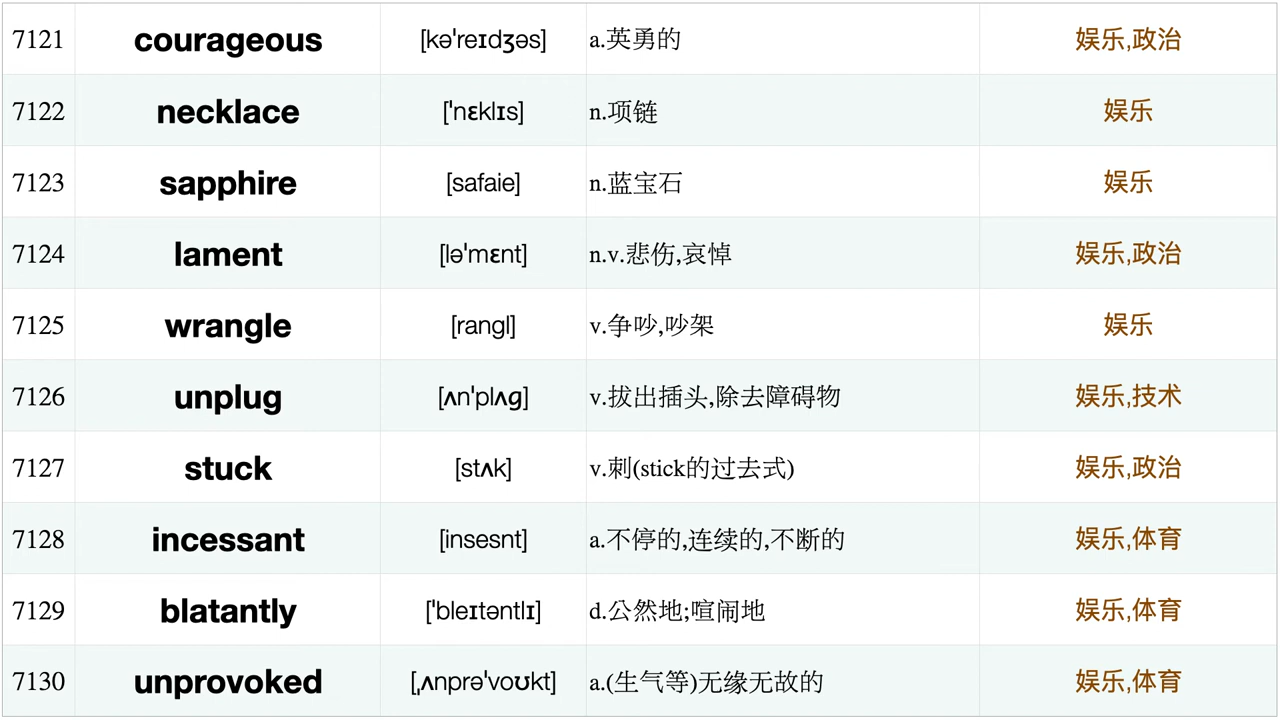 7121 courageous [kə'reɪdʒəs] a.英勇的 娱乐,政治
7122 necklace ['nɛklɪs] n.项链 娱乐
7123 sapphire [safaie] n.蓝宝石 娱乐
7124 lament [lə'mɛnt] n.v.悲伤,哀悼 娱乐,政治
7125 wrangle [rangl] v.争吵,吵架 娱乐
7126 unplug [ʌn'plʌɡ] v.拔出插头,除去障碍物 娱乐,技术
7127 stuck [stʌk] v.刺(stick的过去式) 娱乐,政治
7128 incessant [insesnt] a.不停的,连续的,不断的 娱乐,体育
7129 blatantly ['bleɪtəntlɪ] d.公然地;喧闹地 娱乐,体育
7130 unprovoked [ˌʌnprə'voʊkt] a.(生气等)无缘无故的 娱乐,体育